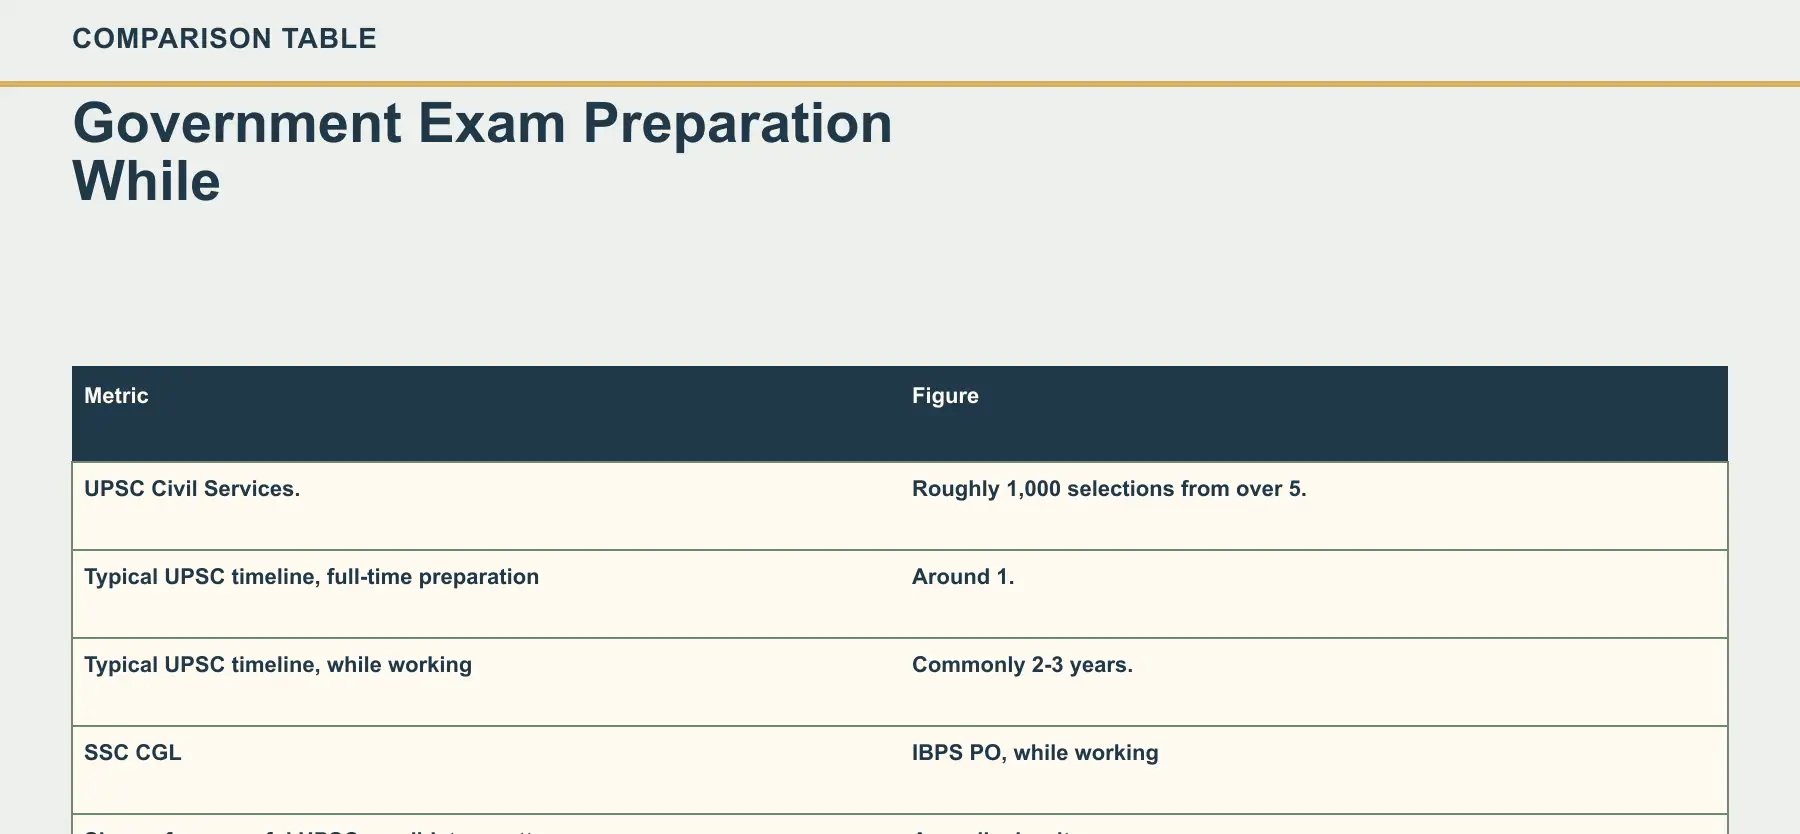 COMPARISON TABLE
Government Exam Preparation
While
Metric
Figure
UPSC Civil Services.
Roughly 1,000 selections from over 5.
Typical UPSC timeline, full-time preparation
Around 1.
Typical UPSC timeline, while working
Commonly 2-3 years.
SSC CGL
IBPS PO, while working